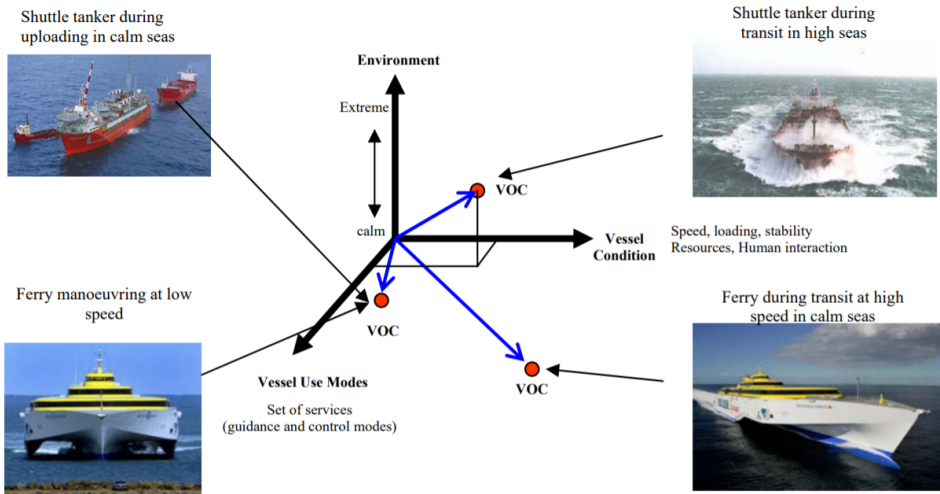 Shuttle tanker during
uploading in calm seas
Shuttle tanker during
transit in high seas
Environment
Extreme
calm
VOC
Vessel
Condition
Speed, loading, stability
Resources, Human interaction
Ferry manoeuvring at low
speed
VOC
Ferry during transit at high
speed in calm seas
VOC
Vessel Use Modes
Set of services
(guidance and control modes)